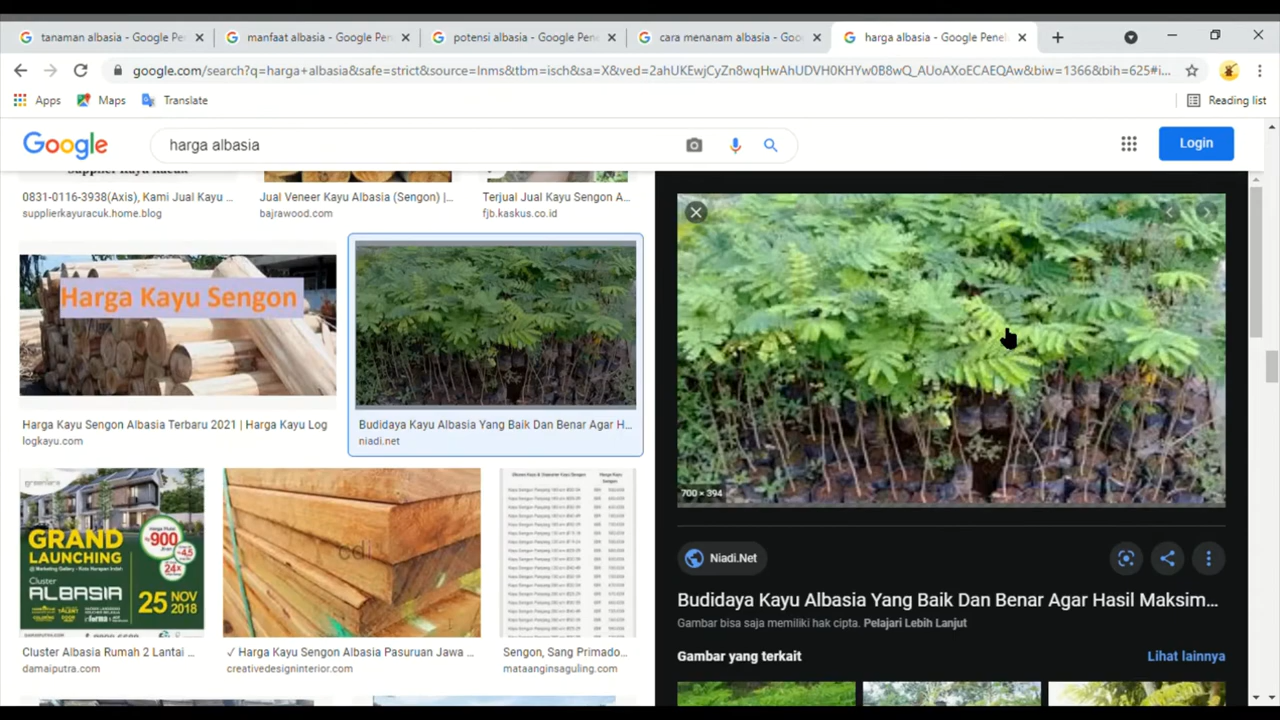 tanaman albasia - Google Pen
manfaat albasia - Google Pen
potensi albasia - Google Pene
cara menanam albasia - Goo
harga albasia - Google Penel
google.com/search?q=harga+albasia&safe=strict&source=lnms&tbm=isch&sa=X&ved=2ahUKEwjCyZn8wqHwAhUDVH0KHYw0B8wQ_AUoAXoECAEQAw&biw=1366&bih=625#i...
Apps
Maps
Translate
Reading list
Google
harga albasia
Login
0831-0116-3938(Axis), Kami Jual Kayu ...
supplierkayuracuk.home.blog
Jual Veneer Kayu Albasia (Sengon) |...
bajrawood.com
Terjual Jual Kayu Sengon A...
fjb.kaskus.co.id
Harga Kayu Sengon
Harga Kayu Sengon Albasia Terbaru 2021 | Harga Kayu Log
logkayu.com
Budidaya Kayu Albasia Yang Baik Dan Benar Agar H...
niadi.net
GRAND
LAUNCHING
Cluster
ALBASIA
25 NOV
2018
900
24x
cdi
Cluster Albasia Rumah 2 Lantai ...
damaiputra.com
✓ Harga Kayu Sengon Albasia Pasuruan Jawa ...
creativedesigninterior.com
Sengon, Sang Primado...
mataanginsaguling.com
700 × 394
Niadi.Net
Budidaya Kayu Albasia Yang Baik Dan Benar Agar Hasil Maksim...
Gambar bisa saja memiliki hak cipta. Pelajari Lebih Lanjut
Gambar yang terkait
Lihat lainnya